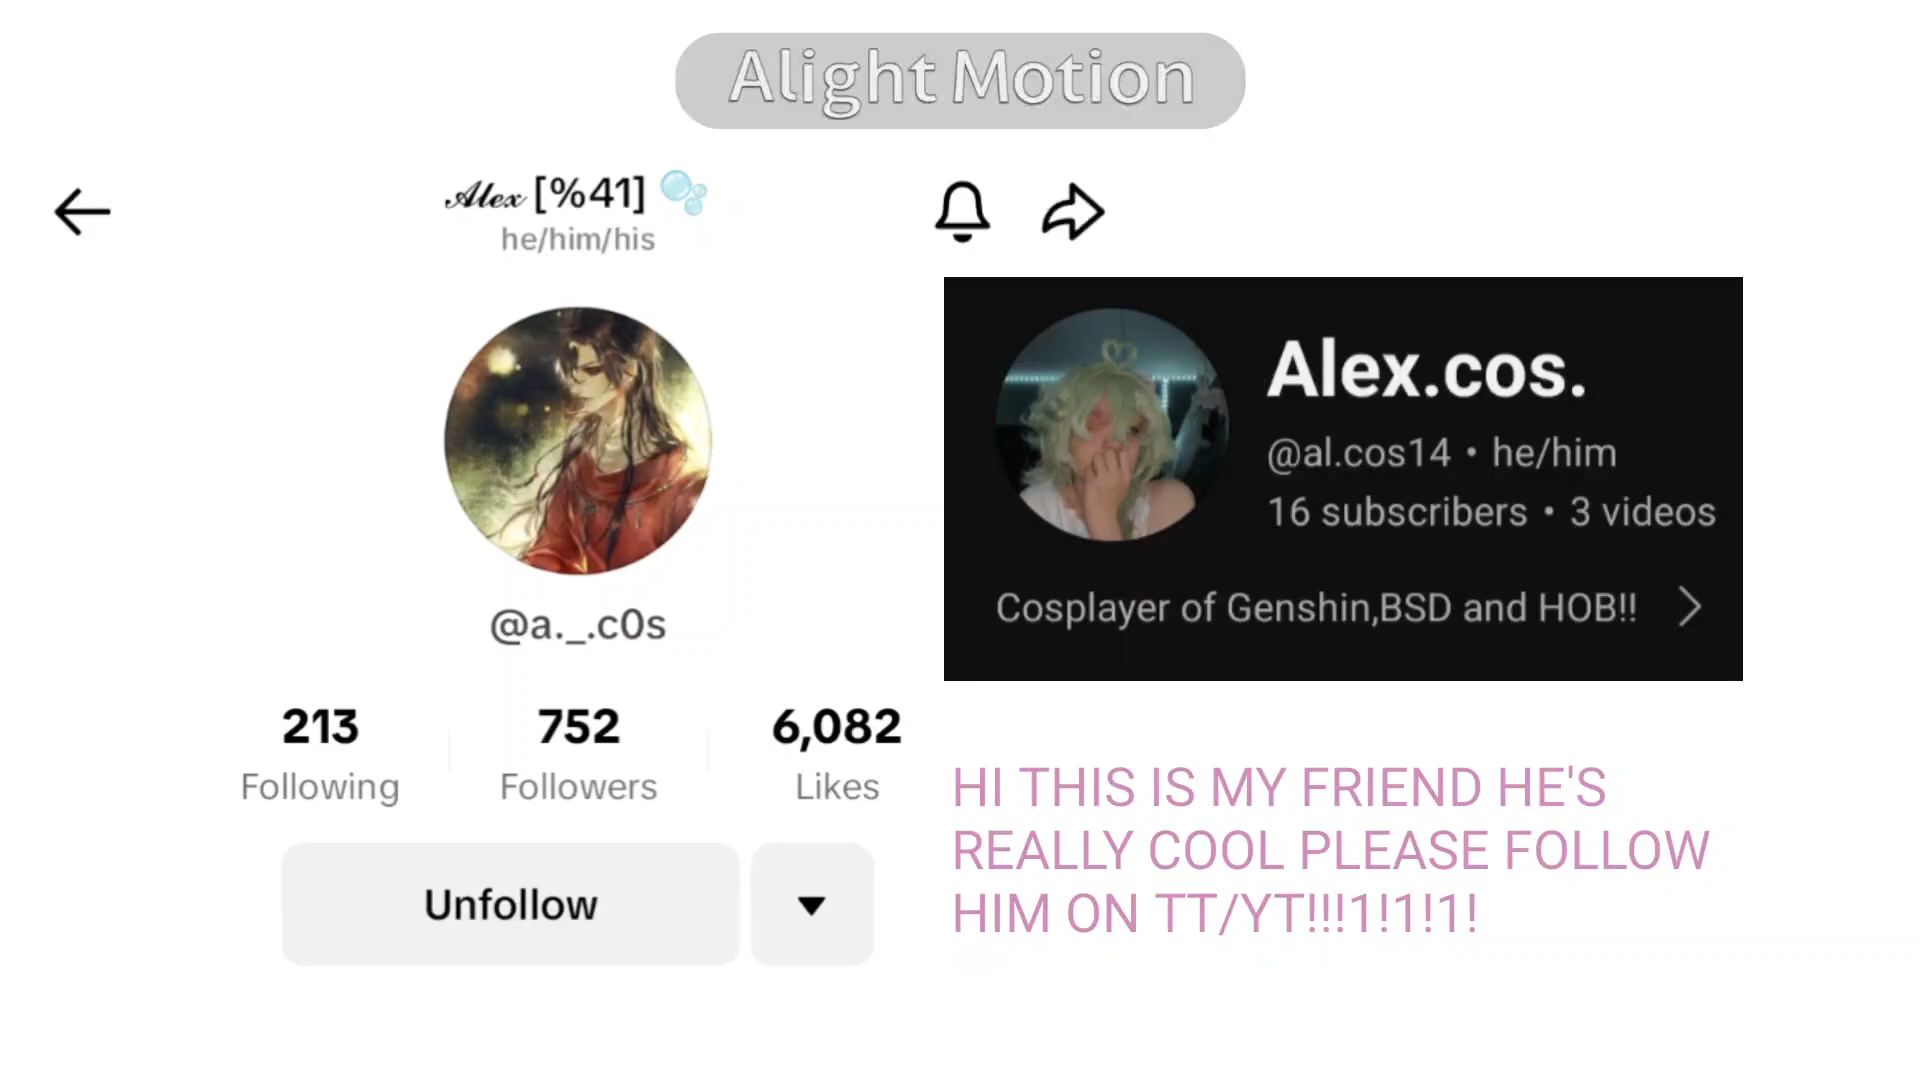 Alight Motion
𝒜𝓁ℯ𝓍 [%41] 🫧
he/him/his
@a._.c0s
213 752 6,082
Following Followers Likes
Unfollow
Alex.cos.
@al.cos14 • he/him
16 subscribers • 3 videos
Cosplayer of Genshin,BSD and HOB!!
HI THIS IS MY FRIEND HE'S
REALLY COOL PLEASE FOLLOW
HIM ON TT/YT!!!1!1!1!